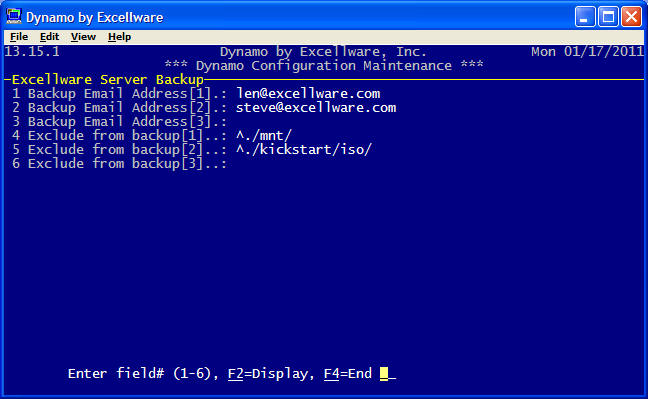 Dynamo by Excellware
File Edit View Help
13.15.1 Dynamo by Excellware, Inc. Mon 01/17/2011
*** Dynamo Configuration Maintenance ***
Excellware Server Backup
1 Backup Email Address[1].: len@excellware.com
2 Backup Email Address[2].: steve@excellware.com
3 Backup Email Address[3].:
4 Exclude from backup[1]..: ^./mnt/
5 Exclude from backup[2]..: ^./kickstart/iso/
6 Exclude from backup[3]..:
Enter field# (1-6), F2=Display, F4=End